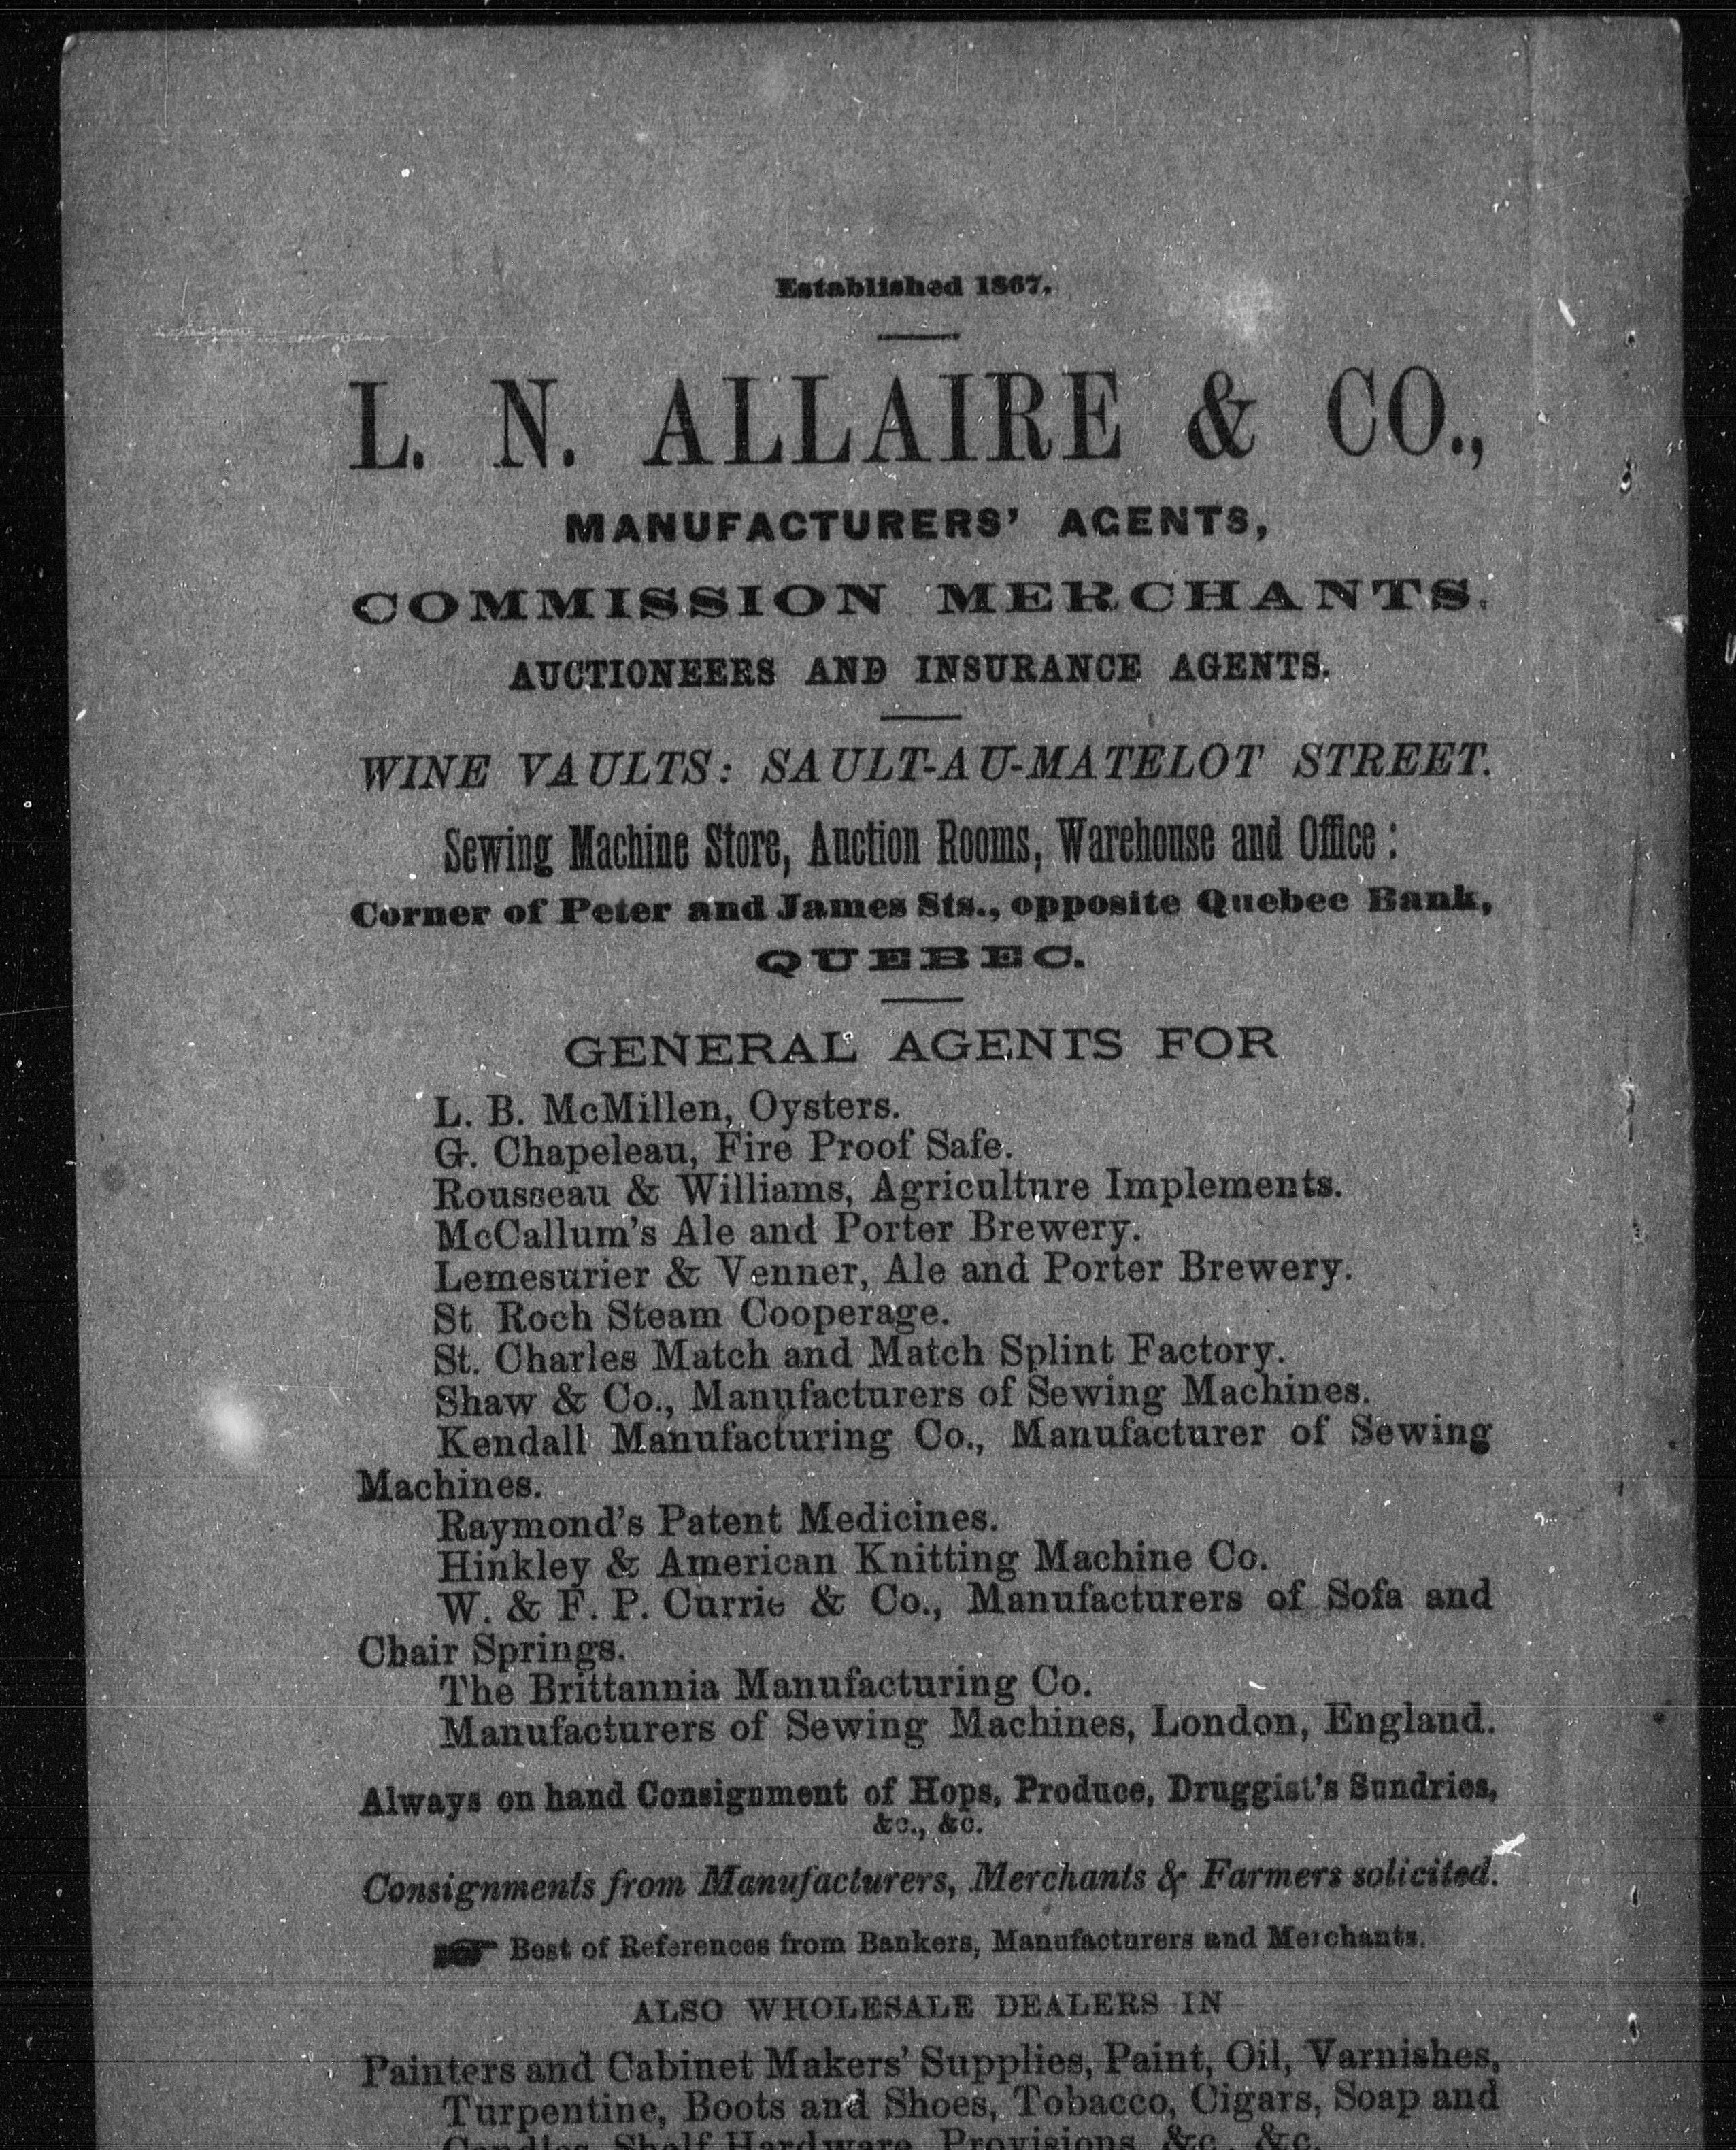 Established 1867.
L. N. ALLAIRE & CO.,
MANUFACTURERS' AGENTS,
COMMISSION MERCHANTS.
AUCTIONEERS AND INSURANCE AGENTS.
WINE VAULTS: SAULT-AU-MATELOT STREET.
Sewing Machine Store, Auction Rooms, Warehouse and Office:
Corner of Peter and James Sts., opposite Quebec Bank,
QUEBEC.
GENERAL AGENTS FOR
L. B. McMillen, Oysters.
G. Chapeleau, Fire Proof Safe.
Rousseau & Williams, Agriculture Implements.
McCallum's Ale and Porter Brewery.
Lemesurier & Venner, Ale and Porter Brewery.
St. Roch Steam Cooperage.
St. Charles Match and Match Splint Factory.
Shaw & Co., Manufacturers of Sewing Machines.
Kendall Manufacturing Co., Manufacturer of Sewing
Machines.
Raymond's Patent Medicines.
Hinkley & American Knitting Machine Co.
W. & F. P. Currie & Co., Manufacturers of Sofa and
Chair Springs.
The Brittannia Manufacturing Co.
Manufacturers of Sewing Machines, London, England.
Always on hand Consignment of Hops, Produce, Druggist's Sundries,
&c., &c.
Consignments from Manufacturers, Merchants & Farmers solicited.
☞ Best of References from Bankers, Manufacturers and Merchants.
ALSO WHOLESALE DEALERS IN
Painters and Cabinet Makers' Supplies, Paint, Oil, Varnishes,
Turpentine, Boots and Shoes, Tobacco, Cigars, Soap and
Candles, Shelf Hardware, Provisions, &c., &c.